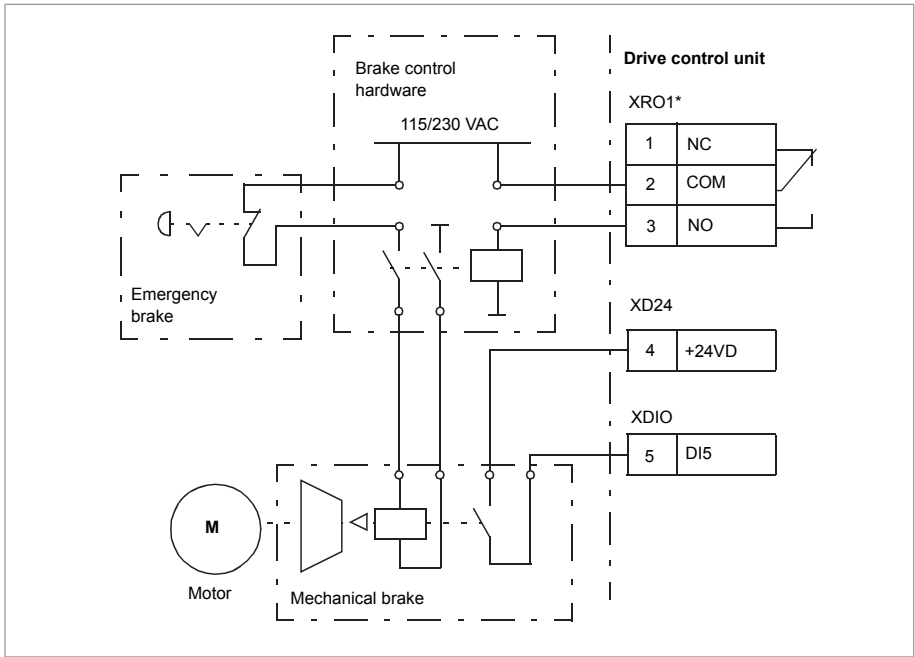 Brake control
hardware
115/230 VAC
Drive control unit
XRO1*
1 NC
2 COM
3 NO
Emergency
brake
XD24
4 +24VD
XDIO
5 DI5
M
Motor
Mechanical brake